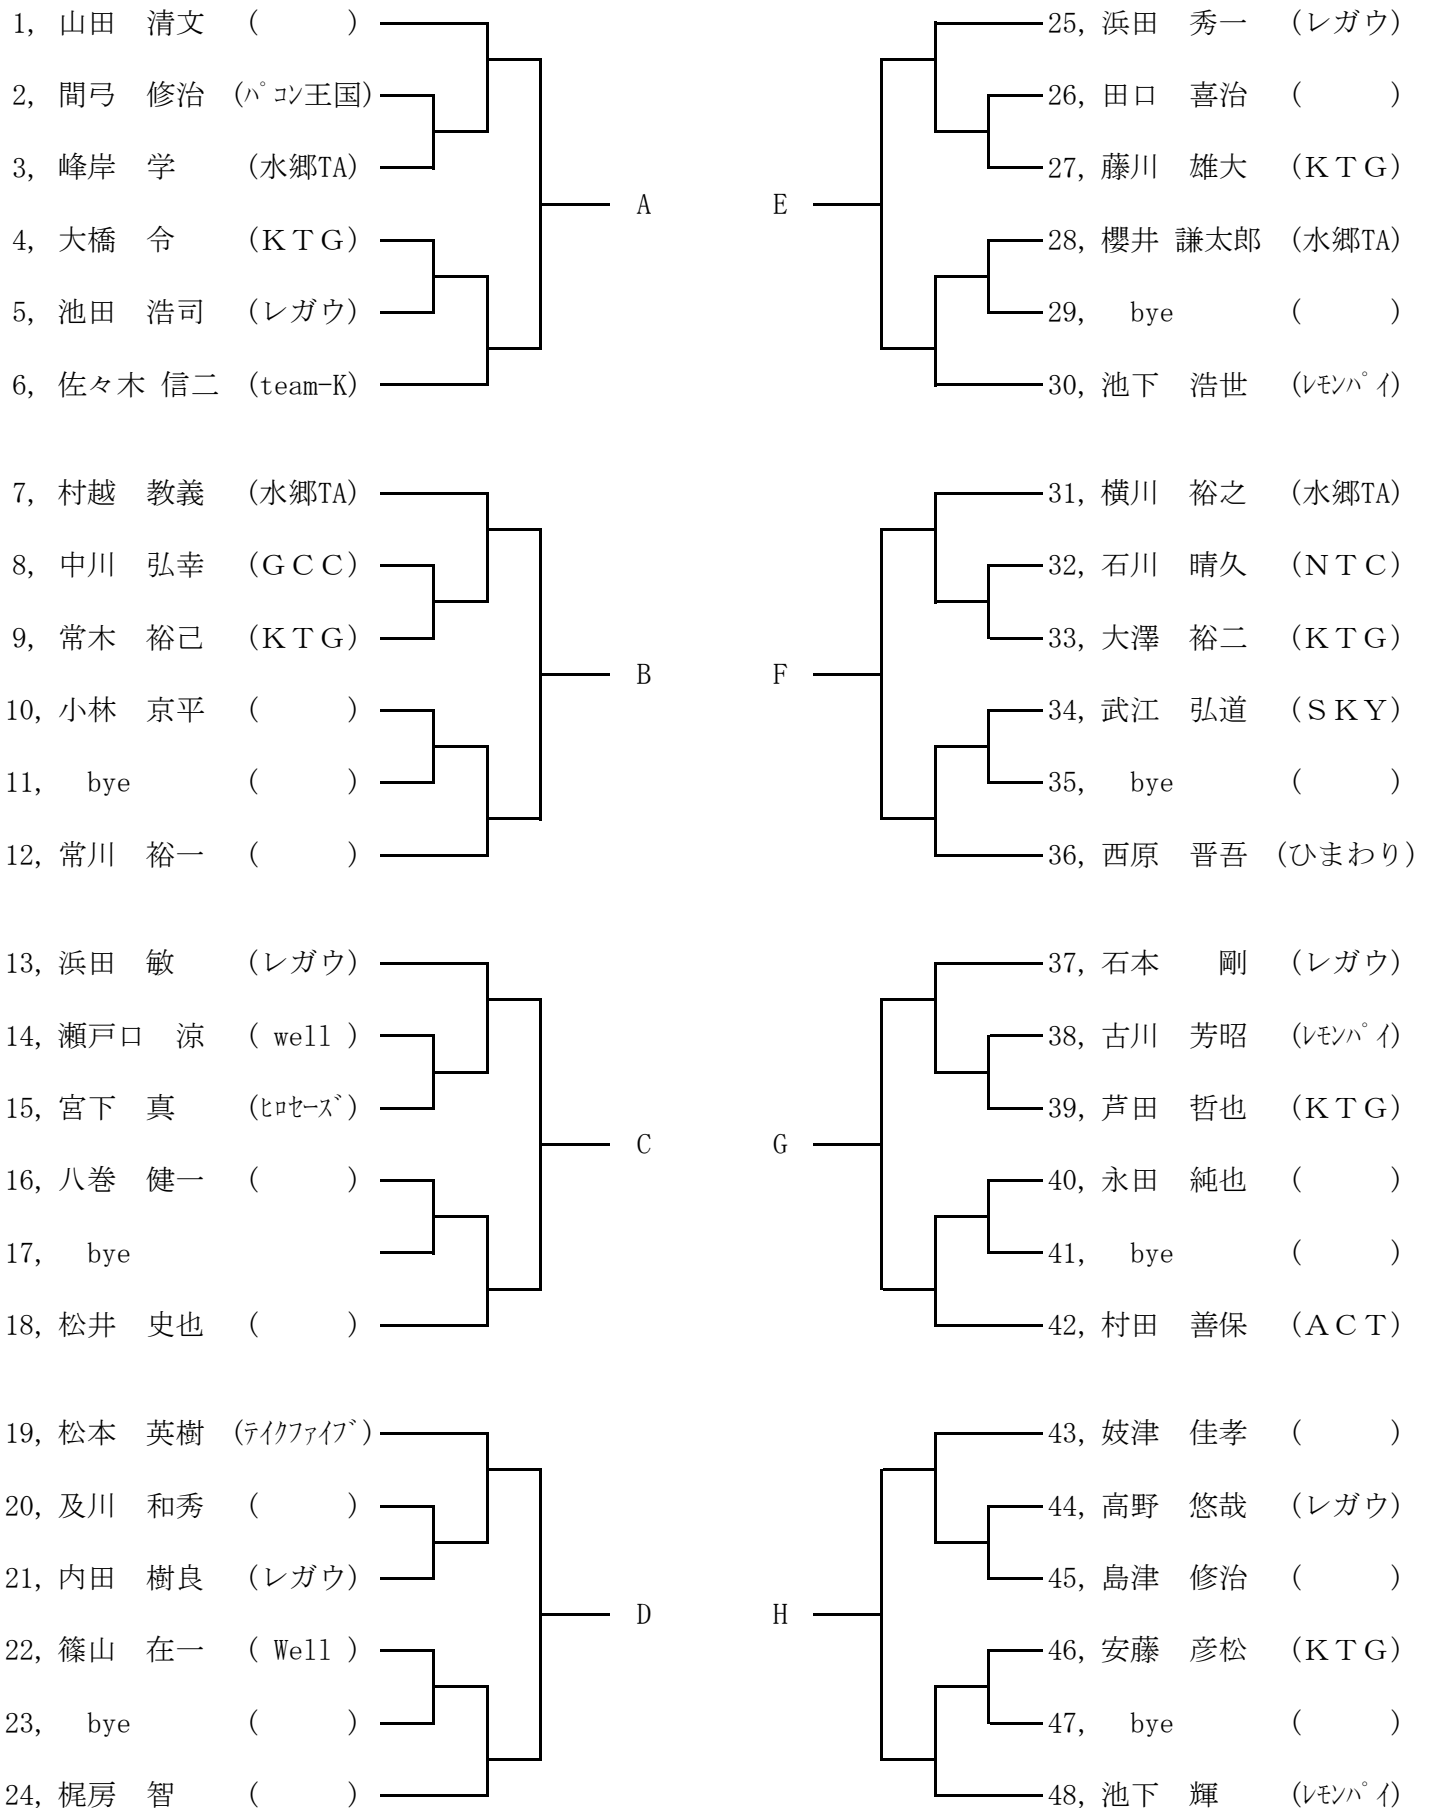 1, 山田　清文　(　　　)
2, 間弓　修治　(ﾊﾟｺﾝ王国)
3, 峰岸　学　(水郷TA)
4, 大橋　令　(ＫＴＧ)
5, 池田　浩司　(レガウ)
6, 佐々木 信二　(team-K)
A
7, 村越　教義　(水郷TA)
8, 中川　弘幸　(ＧＣＣ)
9, 常木　裕己　(ＫＴＧ)
10, 小林　京平　(　　　)
11, bye　(　　　)
12, 常川　裕一　(　　　)
B
13, 浜田　敏　(レガウ)
14, 瀬戸口　涼　( well )
15, 宮下　真　(ﾋﾛｾｰｽﾞ)
16, 八巻　健一　(　　　)
17, bye
18, 松井　史也　(　　　)
C
19, 松本　英樹　(ﾃｲｸﾌｧｲﾌﾞ)
20, 及川　和秀　(　　　)
21, 内田　樹良　(レガウ)
22, 篠山　在一　( Well )
23, bye　(　　　)
24, 梶房　智　(　　　)
D
25, 浜田　秀一　(レガウ)
26, 田口　喜治　(　　　)
27, 藤川　雄大　(ＫＴＧ)
28, 櫻井 謙太郎　(水郷TA)
29, bye　(　　　)
30, 池下　浩世　(ﾚﾓﾝﾊﾟｲ)
E
31, 横川　裕之　(水郷TA)
32, 石川　晴久　(ＮＴＣ)
33, 大澤　裕二　(ＫＴＧ)
34, 武江　弘道　(ＳＫＹ)
35, bye　(　　　)
36, 西原　晋吾　(ひまわり)
F
37, 石本　　剛　(レガウ)
38, 古川　芳昭　(ﾚﾓﾝﾊﾟｲ)
39, 芦田　哲也　(ＫＴＧ)
40, 永田　純也　(　　　)
41, bye　(　　　)
42, 村田　善保　(ＡＣＴ)
G
43, 妓津　佳孝　(　　　)
44, 高野　悠哉　(レガウ)
45, 島津　修治　(　　　)
46, 安藤　彦松　(ＫＴＧ)
47, bye　(　　　)
48, 池下　輝　(ﾚﾓﾝﾊﾟｲ)
H